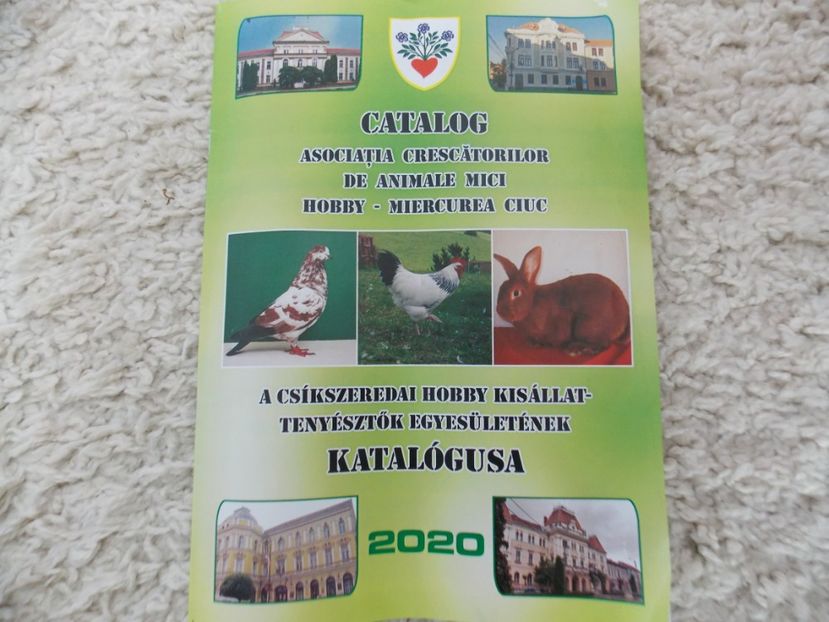 CATALOG
ASOCIAȚIA CRESCĂTORILOR
DE ANIMALE MICI
HOBBY - MIERCUREA CIUC
A CSÍKSZEREDAI HOBBY KISÁLLAT-
TENYÉSZTŐK EGYESÜLETÉNEK
KATALÓGUSA
2020